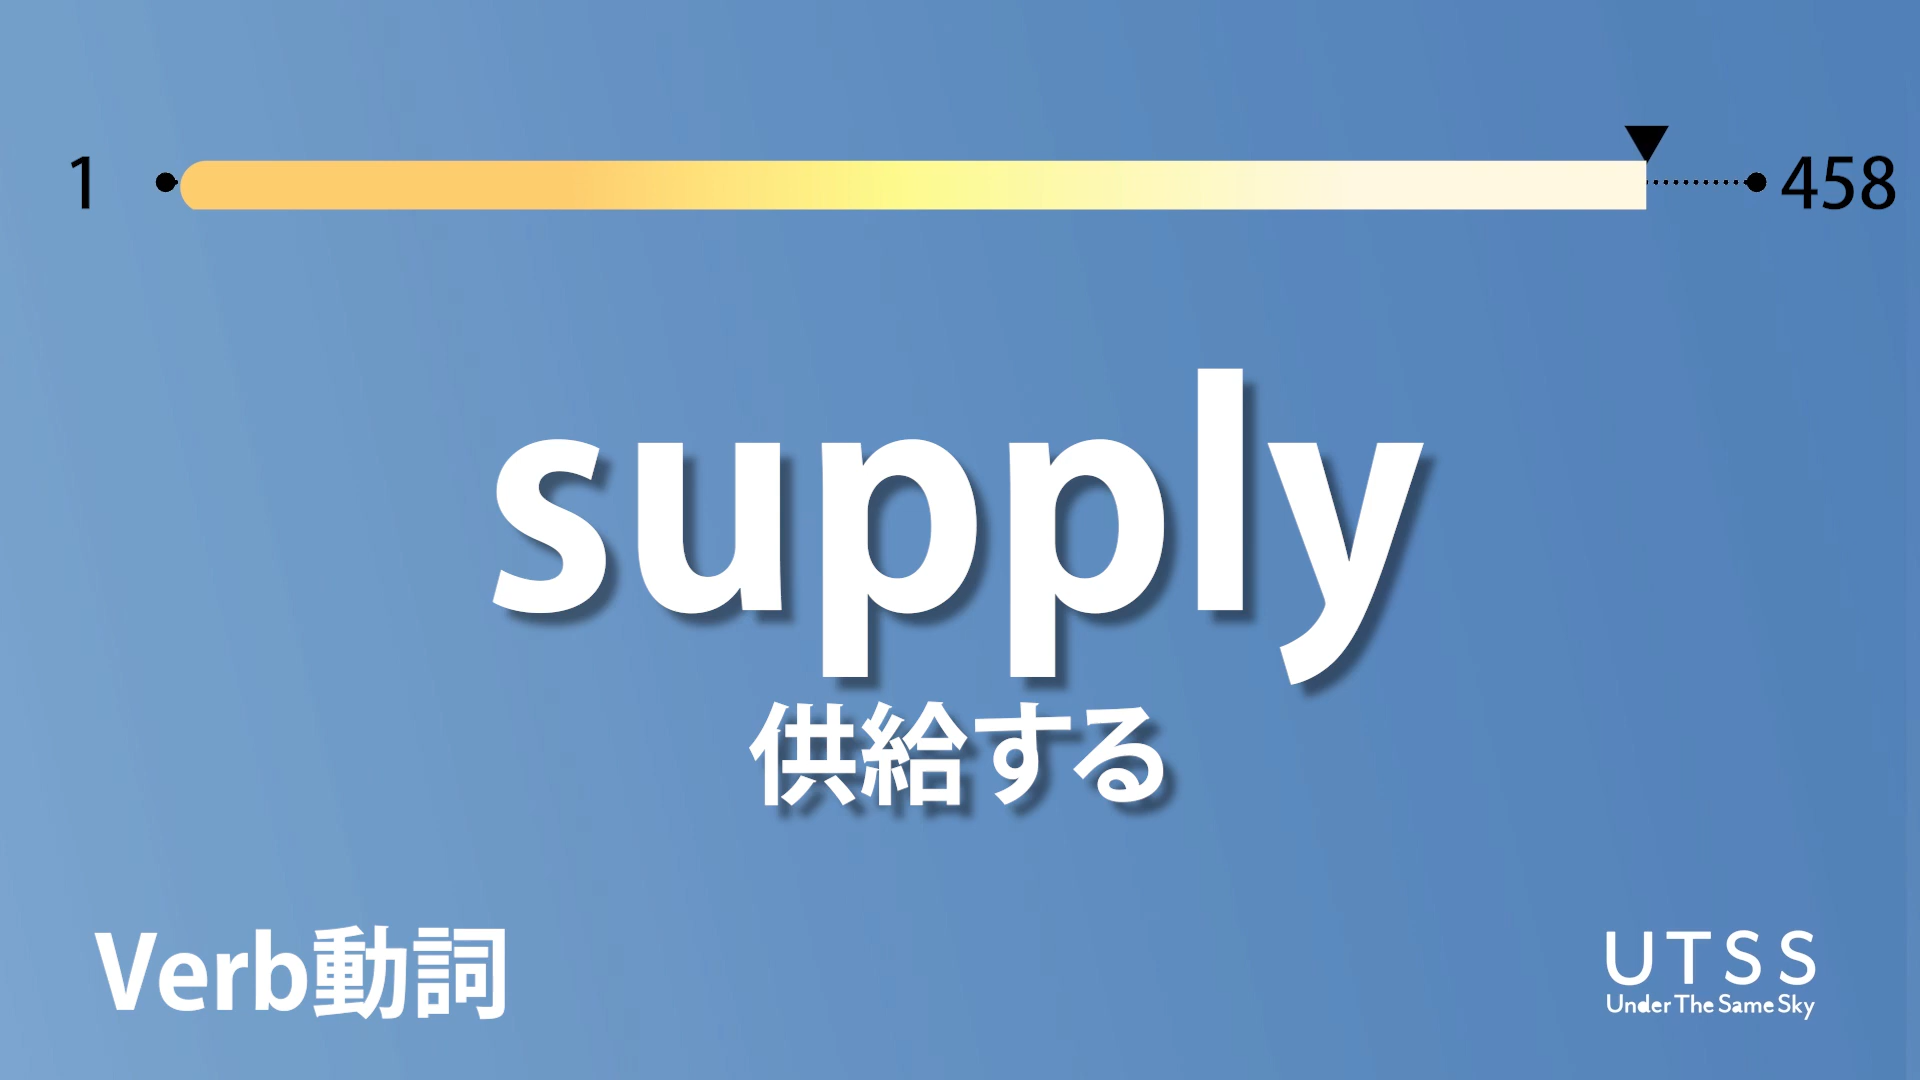 1
458
supply
供給する
Verb動詞
UTSS
Under The Same Sky